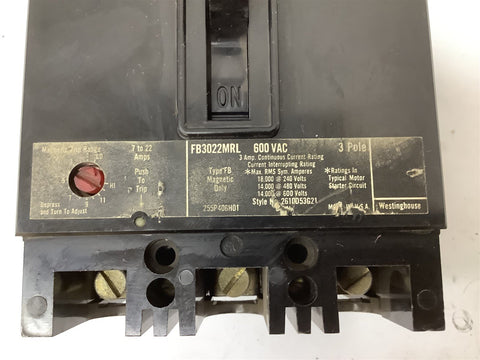 ON
FB3022MRL 600 VAC 3 Pole
3 Amp. Continuous Current Rating
Current Interrupting Rating
Magnetic Trip Range
7 to 22
Amps
Type FB
Magnetic
Only
*Max. RMS Sym. Amperes
18,000 @ 240 Volts
14,000 @ 480 Volts
14,000 @ 600 Volts
*Ratings In
Typical Motor
Starter Circuit
Push
To
Trip
HI
9 11
Depress
and Turn To Adjust
255P406H01
Style No. 2610D53G21
U.S.A.
Westinghouse